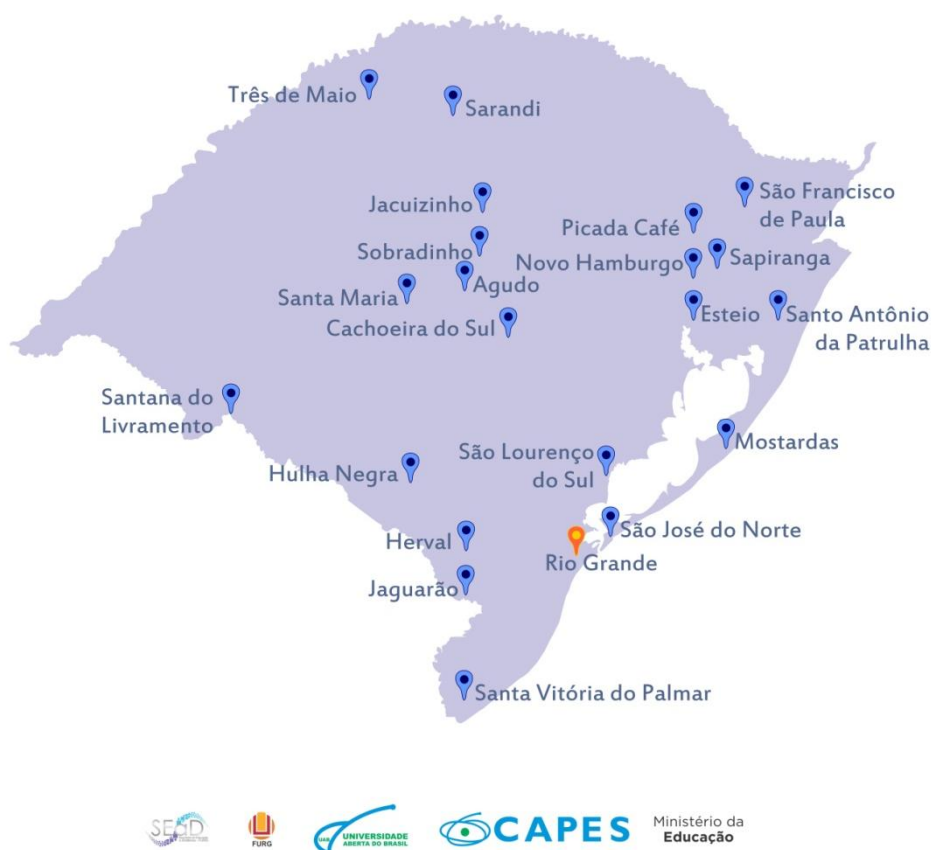 Três de Maio
Sarandi
São Francisco
de Paula
Jacuizinho
Picada Café
Sobradinho
Novo Hamburgo
Sapiranga
Agudo
Santa Maria
Cachoeira do Sul
Esteio
Santo Antônio
da Patrulha
Santana do
Livramento
Mostardas
São Lourenço
do Sul
Hulha Negra
São José do Norte
Herval
Rio Grande
Jaguarão
Santa Vitória do Palmar
SEaD
FURG
UAB
UNIVERSIDADE
ABERTA DO BRASIL
CAPES
Ministério da
Educação